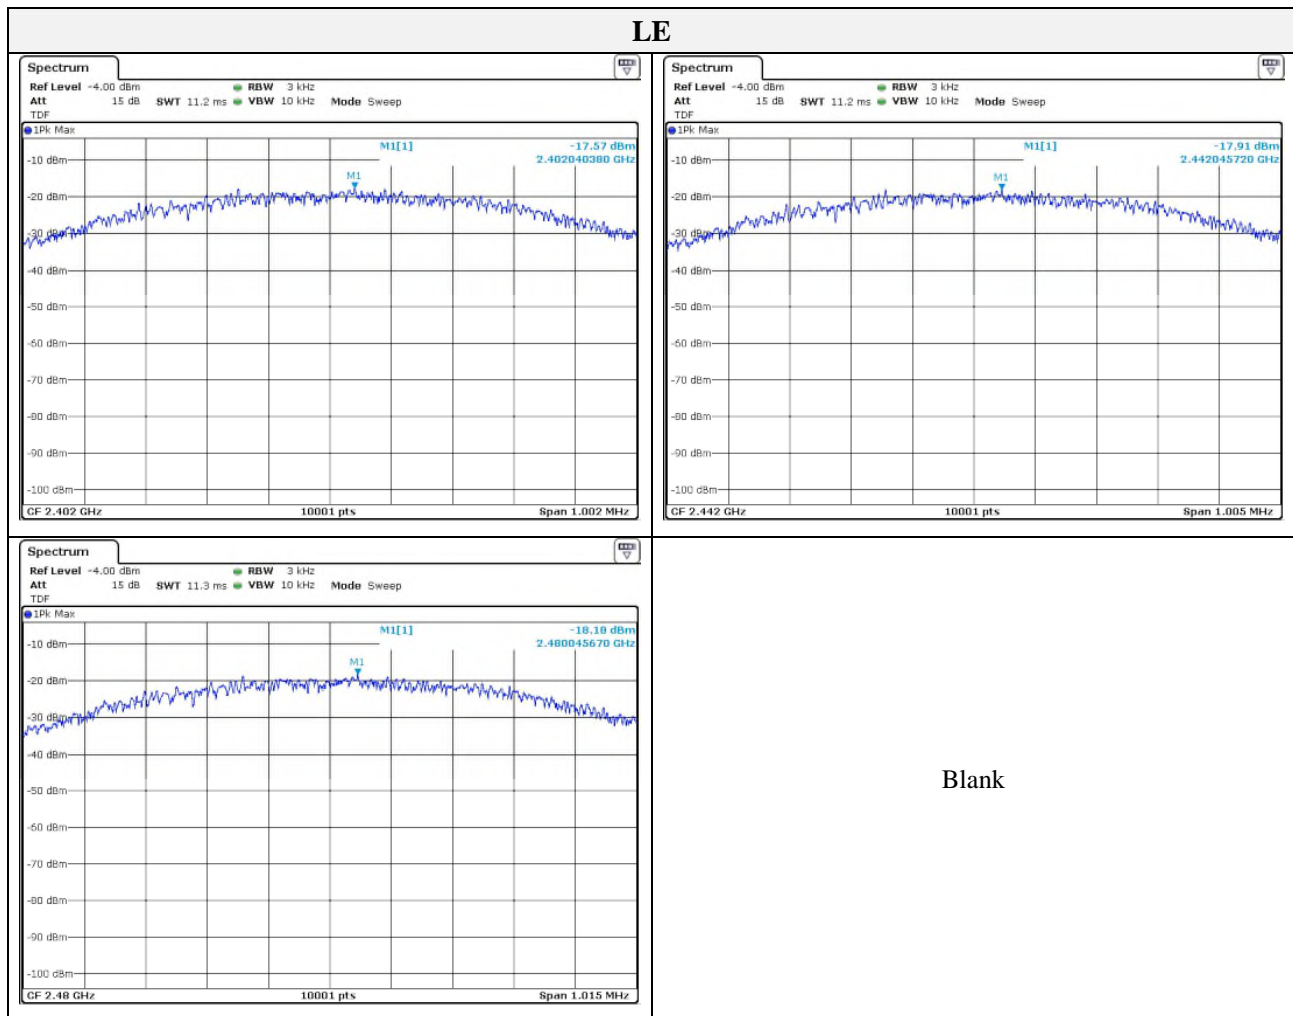 LE
Spectrum
Ref Level -4.00 dBm RBW 3 kHz
Att 15 dB SWT 11.2 ms VBW 10 kHz Mode Sweep
TDF
1Pk Max
M1[1] -17.57 dBm
2.402040380 GHz
M1
-10 dBm
-20 dBm
-30 dBm
-40 dBm
-50 dBm
-60 dBm
-70 dBm
-80 dBm
-90 dBm
-100 dBm
CF 2.402 GHz 10001 pts Span 1.002 MHz
Spectrum
Ref Level -4.00 dBm RBW 3 kHz
Att 15 dB SWT 11.2 ms VBW 10 kHz Mode Sweep
TDF
1Pk Max
M1[1] -17.91 dBm
2.442045720 GHz
M1
-10 dBm
-20 dBm
-30 dBm
-40 dBm
-50 dBm
-60 dBm
-70 dBm
-80 dBm
-90 dBm
-100 dBm
CF 2.442 GHz 10001 pts Span 1.005 MHz
Spectrum
Ref Level -4.00 dBm RBW 3 kHz
Att 15 dB SWT 11.3 ms VBW 10 kHz Mode Sweep
TDF
1Pk Max
M1[1] -18.18 dBm
2.480045670 GHz
M1
-10 dBm
-20 dBm
-30 dBm
-40 dBm
-50 dBm
-60 dBm
-70 dBm
-80 dBm
-90 dBm
-100 dBm
CF 2.48 GHz 10001 pts Span 1.015 MHz
Blank